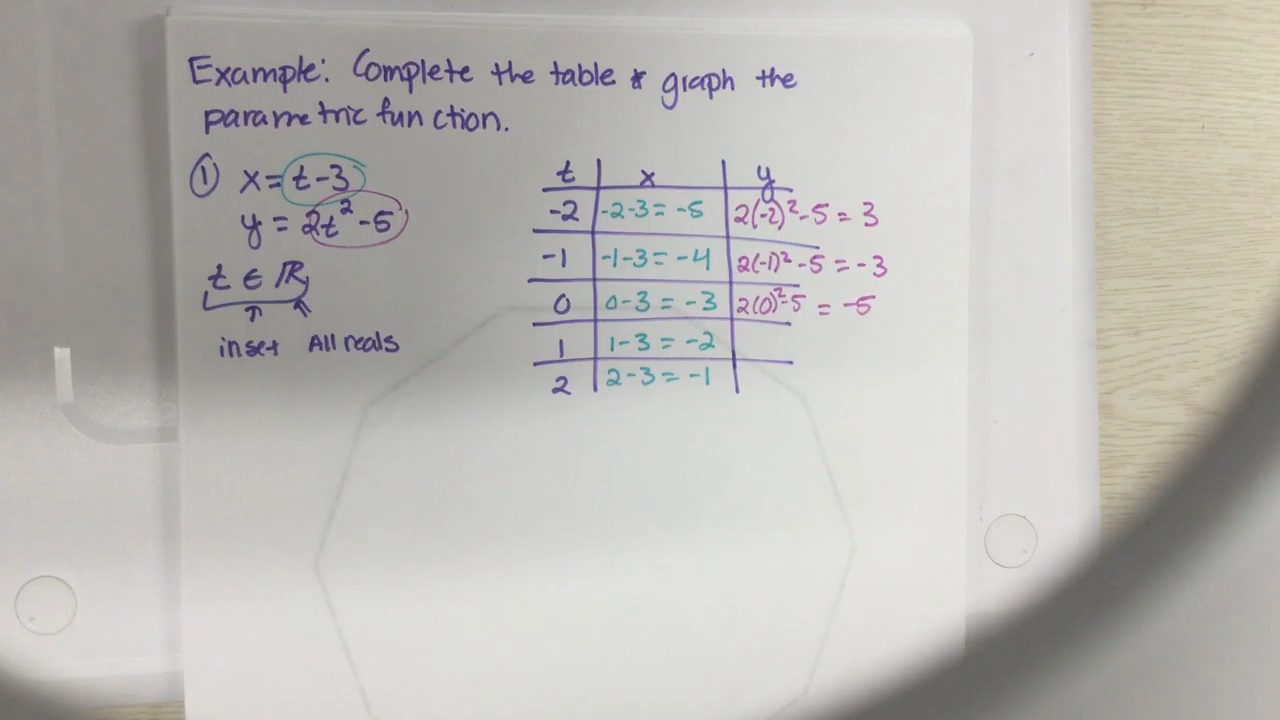 Example: Complete the table & graph the
parametric function.
① x = t-3
y = 2t²-5
t ∈ ℝ
in set All reals
t x y
-2 -2-3 = -5 2(-2)²-5 = 3
-1 -1-3 = -4 2(-1)²-5 = -3
0 0-3 = -3 2(0)²-5 = -5
1 1-3 = -2
2 2-3 = -1